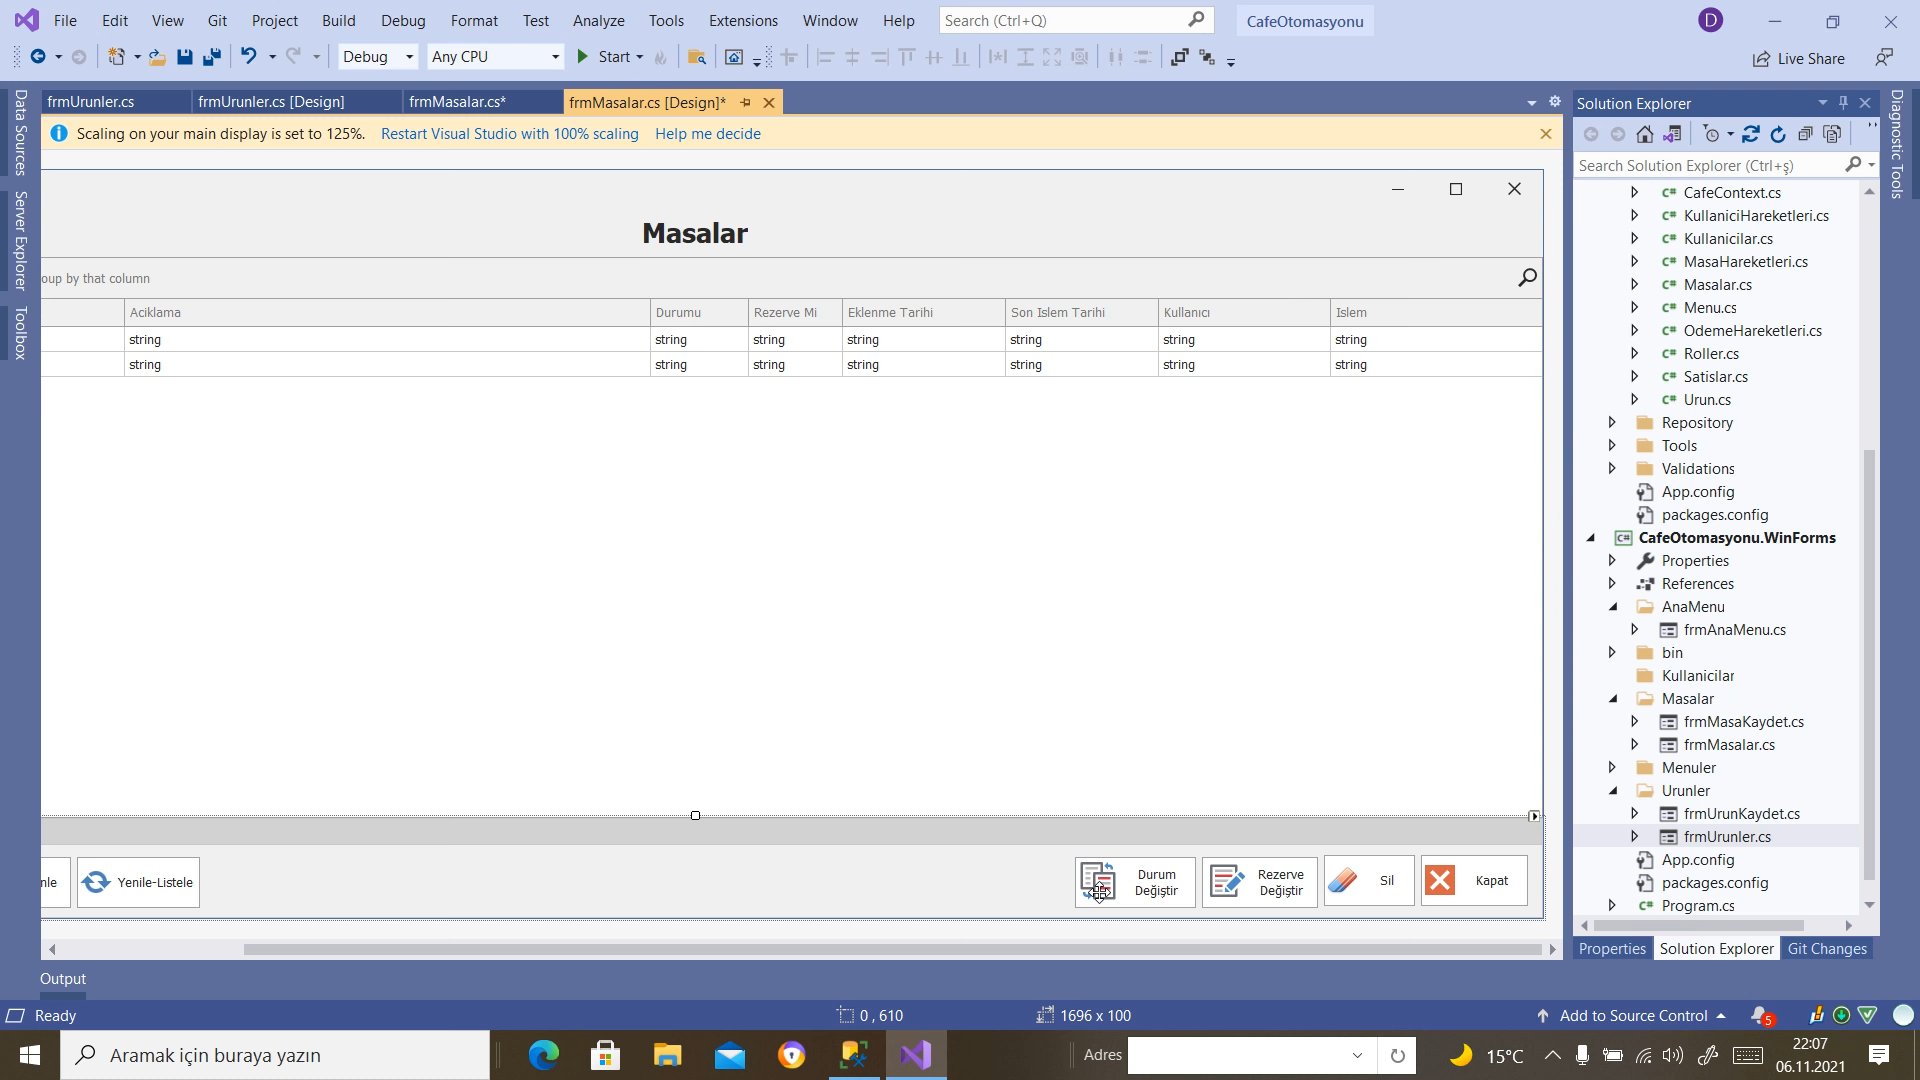 File Edit View Git Project Build Debug Format Test Analyze Tools Extensions Window Help Search (Ctrl+Q) CafeOtomasyonu D
Debug Any CPU Start Live Share
frmUrunler.cs frmUrunler.cs [Design] frmMasalar.cs* frmMasalar.cs [Design]*
Scaling on your main display is set to 125%. Restart Visual Studio with 100% scaling Help me decide
Data Sources
Server Explorer
Toolbox
Masalar
oup by that column
Aciklama Durumu Rezerve Mi Eklenme Tarihi Son Islem Tarihi Kullanıcı Islem
string string string string string string string
string string string string string string string
nle Yenile-Listele
Durum
Değiştir
Rezerve
Değiştir
Sil
Kapat
Solution Explorer
Search Solution Explorer (Ctrl+ş)
CafeContext.cs
KullaniciHareketleri.cs
Kullanicilar.cs
MasaHareketleri.cs
Masalar.cs
Menu.cs
OdemeHareketleri.cs
Roller.cs
Satislar.cs
Urun.cs
Repository
Tools
Validations
App.config
packages.config
CafeOtomasyonu.WinForms
Properties
References
AnaMenu
frmAnaMenu.cs
bin
Kullanicilar
Masalar
frmMasaKaydet.cs
frmMasalar.cs
Menuler
Urunler
frmUrunKaydet.cs
frmUrunler.cs
App.config
packages.config
Program.cs
Properties Solution Explorer Git Changes
Diagnostic Tools
Output
Ready 0 , 610 1696 x 100 Add to Source Control 5
Aramak için buraya yazın Adres 15°C 22:07
06.11.2021